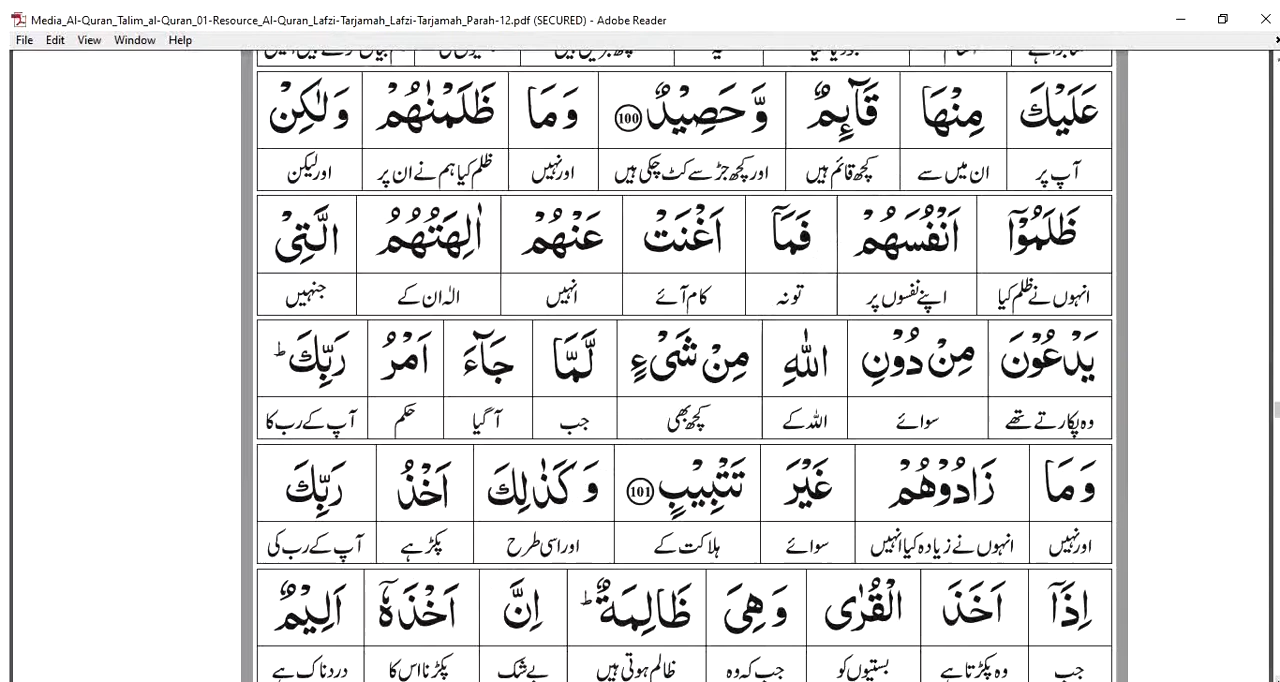 Media_Al-Quran_Talim_al-Quran_01-Resource_Al-Quran_Lafzi-Tarjamah_Lafzi-Tarjamah_Parah-12.pdf (SECURED) - Adobe Reader
File Edit View Window Help
عَلَيْكَ مِنْهَا قَآىِٕمٌ وَّ حَصِيْدٌ 100 وَ مَا ظَلَمْنٰهُمْ وَ لٰكِنْ
آپ پر ان میں سے کچھ قائم ہیں اور کچھ جڑ سے کٹ چکی ہیں اور نہیں ظلم کیا ہم نے ان پر اور لیکن
ظَلَمُوْۤا اَنْفُسَهُمْ فَمَاۤ اَغْنَتْ عَنْهُمْ اٰلِهَتُهُمُ الَّتِيْ
انہوں نے ظلم کیا اپنے نفسوں پر تو نہ کام آئے انہیں الٰہ ان کے جنہیں
يَدْعُوْنَ مِنْ دُوْنِ اللّٰهِ مِنْ شَيْءٍ لَّمَّا جَآءَ اَمْرُ رَبِّكَ ؕ
وہ پکارتے تھے سوائے اللہ کے کچھ بھی جب آ گیا حکم آپ کے رب کا
وَ مَا زَادُوْهُمْ غَيْرَ تَتْبِيْبٍ 101 وَ كَذٰلِكَ اَخْذُ رَبِّكَ
اور نہیں انہوں نے زیادہ کیا انہیں سوائے ہلاکت کے اور اسی طرح پکڑ ہے آپ کے رب کی
اِذَاۤ اَخَذَ الْقُرٰى وَ هِيَ ظَالِمَةٌ ؕ اِنَّ اَخْذَهٗۤ اَلِيْمٌ
جب وہ پکڑتا ہے بستیوں کو جب کہ وہ ظالم ہوتی ہیں بے شک پکڑنا اس کا دردناک ہے